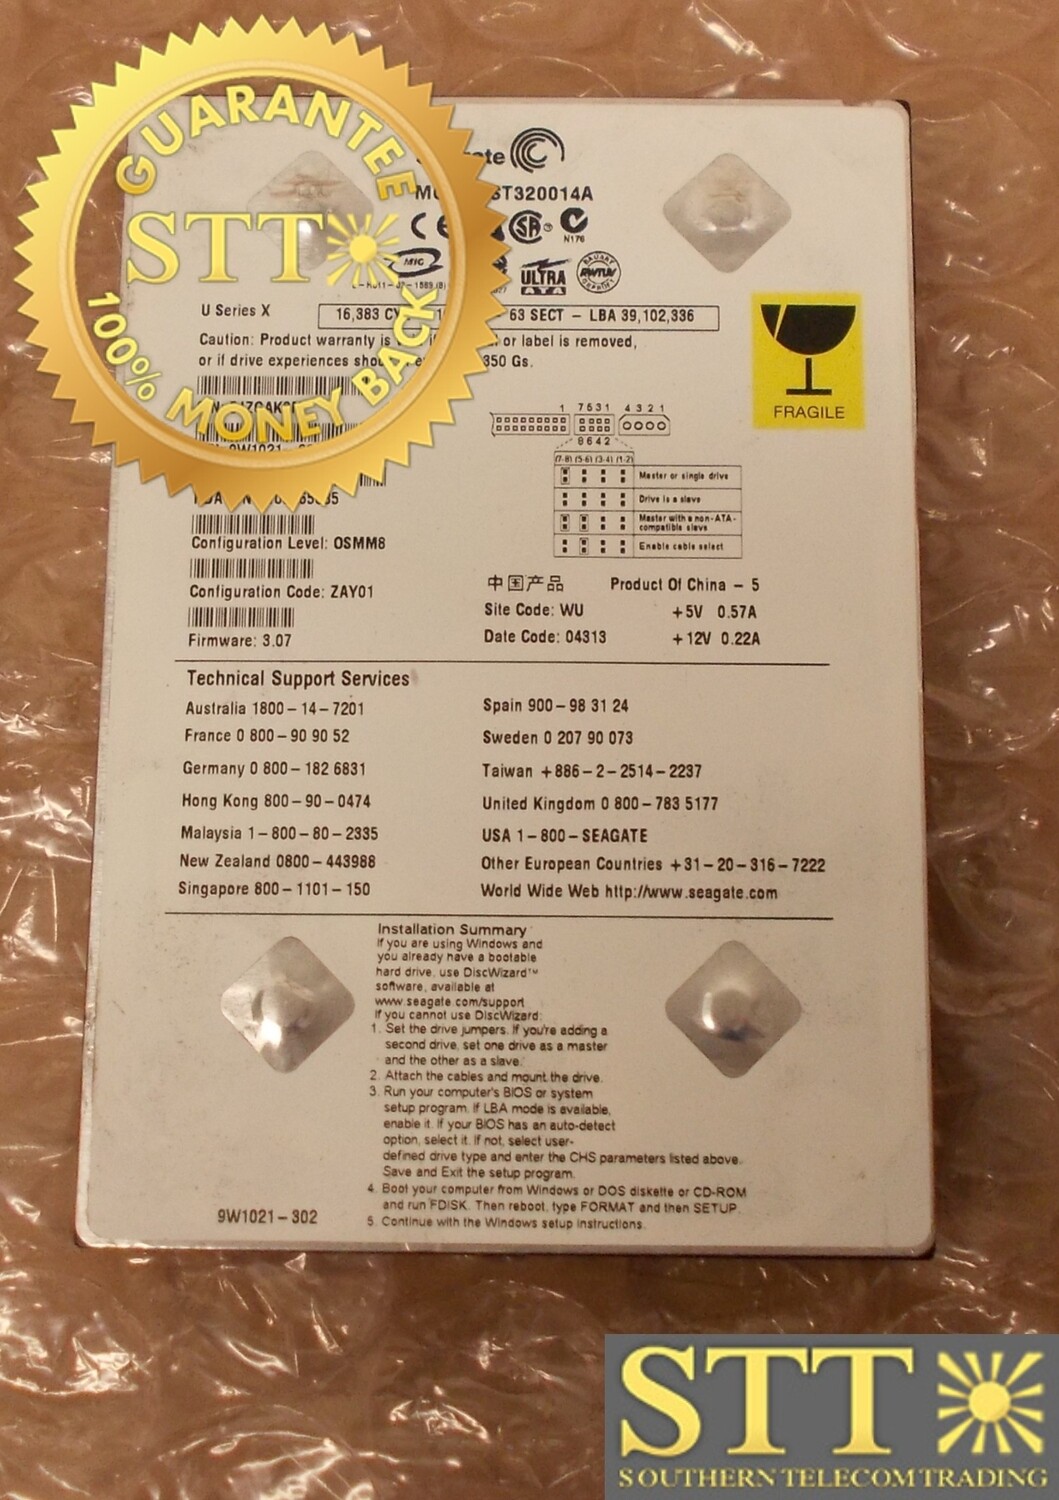 GUARANTEE
STT
100% MONEY BACK
ST320014A
N176
MIC
ULTRA
ATA
U Series X
16,383 63 SECT – LBA 39,102,336
Caution: Product warranty is or label is removed,
or if drive experiences 350 Gs.
FRAGILE
1 7531 4321
8642
(7-8) (5-6) (3-4) (1-2)
Master or single drive
Drive is a slave
Master with a non-ATA-
compatible slave
Enable cable select
Configuration Level: OSMM8
Configuration Code: ZAY01
Firmware: 3.07
中国产品 Product Of China – 5
Site Code: WU +5V 0.57A
Date Code: 04313 +12V 0.22A
Technical Support Services
Australia 1800–14–7201
France 0 800–90 90 52
Germany 0 800–182 6831
Hong Kong 800–90–0474
Malaysia 1–800–80–2335
New Zealand 0800–443988
Singapore 800–1101–150
Spain 900–98 31 24
Sweden 0 207 90 073
Taiwan +886–2–2514–2237
United Kingdom 0 800–783 5177
USA 1–800–SEAGATE
Other European Countries +31–20–316–7222
World Wide Web http://www.seagate.com
Installation Summary
If you are using Windows and
you already have a bootable
hard drive, use DiscWizard™
software, available at
www.seagate.com/support
If you cannot use DiscWizard:
1. Set the drive jumpers. If you're adding a
second drive, set one drive as a master
and the other as a slave.
2. Attach the cables and mount the drive.
3. Run your computer's BIOS or system
setup program. If LBA mode is available,
enable it. If your BIOS has an auto-detect
option, select it. If not, select user-
defined drive type and enter the CHS parameters listed above.
Save and Exit the setup program.
4. Boot your computer from Windows or DOS diskette or CD-ROM
and run FDISK. Then reboot, type FORMAT and then SETUP.
5. Continue with the Windows setup instructions.
9W1021–302
STT
SOUTHERN TELECOM TRADING